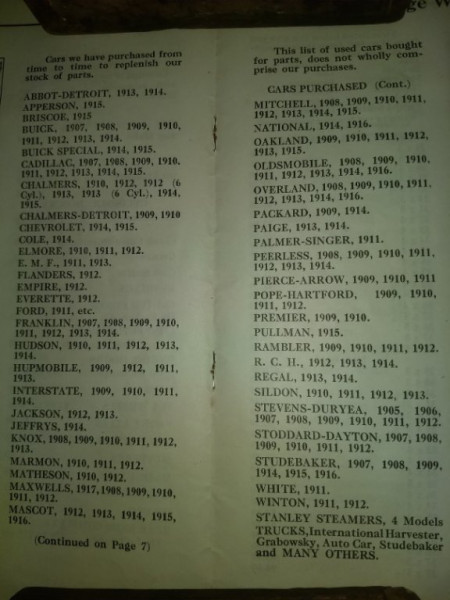 ge W
Cars we have purchased from
time to time to replenish our
stock of parts.
ABBOT-DETROIT, 1913, 1914.
APPERSON, 1915.
BRISCOE, 1915
BUICK, 1907, 1908, 1909, 1910,
1911, 1912, 1913, 1914.
BUICK SPECIAL, 1914, 1915.
CADILLAC, 1907, 1908, 1909, 1910,
1911, 1912, 1913, 1914, 1915.
CHALMERS, 1910, 1912, 1912 (6
Cyl.), 1913, 1913 (6 Cyl.), 1914,
1915.
CHALMERS-DETROIT, 1909, 1910
CHEVROLET, 1914, 1915.
COLE, 1914.
ELMORE, 1910, 1911, 1912.
E. M. F., 1911, 1913.
FLANDERS, 1912.
EMPIRE, 1912.
EVERETTE, 1912.
FORD, 1911, etc.
FRANKLIN, 1907, 1908, 1909, 1910,
1911, 1912, 1913, 1914.
HUDSON, 1910, 1911, 1912, 1913,
1914.
HUPMOBILE, 1909, 1912, 1911,
1913.
INTERSTATE, 1909, 1910, 1911,
1914.
JACKSON, 1912, 1913.
JEFFRYS, 1914.
KNOX, 1908, 1909, 1910, 1911, 1912,
1913.
MARMON, 1910, 1911, 1912.
MATHESON, 1910, 1912.
MAXWELLS, 1917, 1908, 1909, 1910,
1911, 1912.
MASCOT, 1912, 1913, 1914, 1915,
1916.
(Continued on Page 7)
This list of used cars bought
for parts, does not wholly com-
prise our purchases.
CARS PURCHASED (Cont.)
MITCHELL, 1908, 1909, 1910, 1911,
1912, 1913, 1914, 1915.
NATIONAL, 1914, 1916.
OAKLAND, 1909, 1910, 1911, 1912,
1913, 1915.
OLDSMOBILE, 1908, 1909, 1910,
1911, 1912, 1913, 1914, 1916.
OVERLAND, 1908, 1909, 1910, 1911,
1912, 1913, 1914, 1916.
PACKARD, 1909, 1914.
PAIGE, 1913, 1914.
PALMER-SINGER, 1911.
PEERLESS, 1908, 1909, 1910, 1911,
1912, 1913, 1914.
PIERCE-ARROW, 1909, 1910, 1911
POPE-HARTFORD, 1909, 1910,
1911, 1912.
PREMIER, 1909, 1910.
PULLMAN, 1915.
RAMBLER, 1909, 1910, 1911, 1912.
R. C. H., 1912, 1913, 1914.
REGAL, 1913, 1914.
SILDON, 1910, 1911, 1912, 1913.
STEVENS-DURYEA, 1905, 1906,
1907, 1908, 1909, 1910, 1911, 1912.
STODDARD-DAYTON, 1907, 1908,
1909, 1910, 1911, 1912.
STUDEBAKER, 1907, 1908, 1909,
1914, 1915, 1916.
WHITE, 1911.
WINTON, 1911, 1912.
STANLEY STEAMERS, 4 Models
TRUCKS,International Harvester,
Grabowsky, Auto Car, Studebaker
and MANY OTHERS.